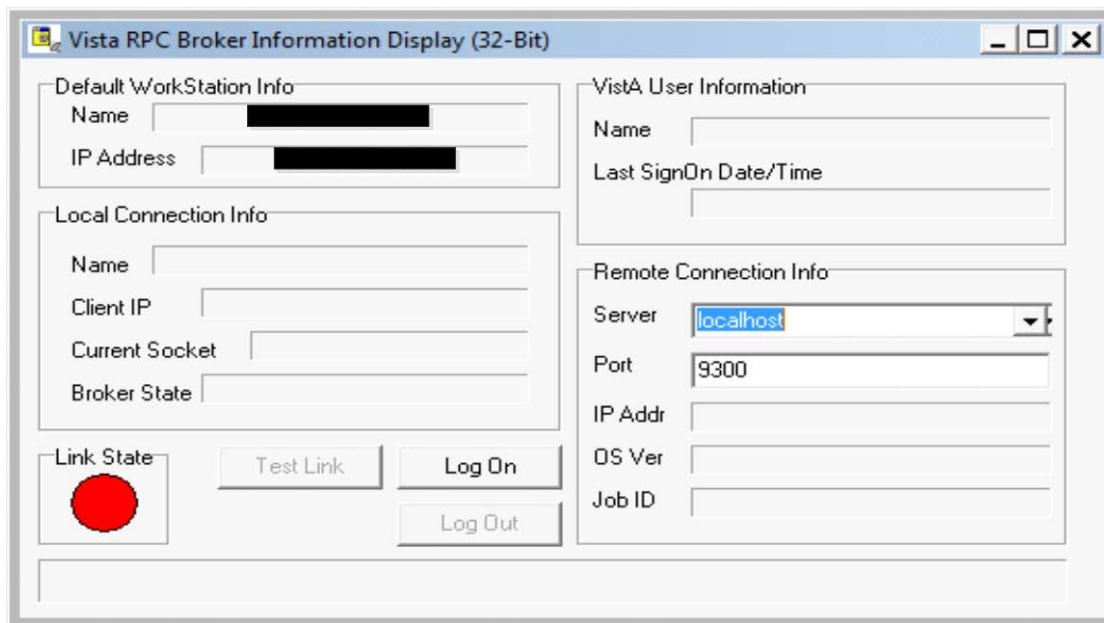 Vista RPC Broker Information Display (32-Bit)
Default WorkStation Info
Name
IP Address
Local Connection Info
Name
Client IP
Current Socket
Broker State
Link State
Test Link
Log On
Log Out
VistA User Information
Name
Last SignOn Date/Time
Remote Connection Info
Server localhost
Port 9300
IP Addr
OS Ver
Job ID